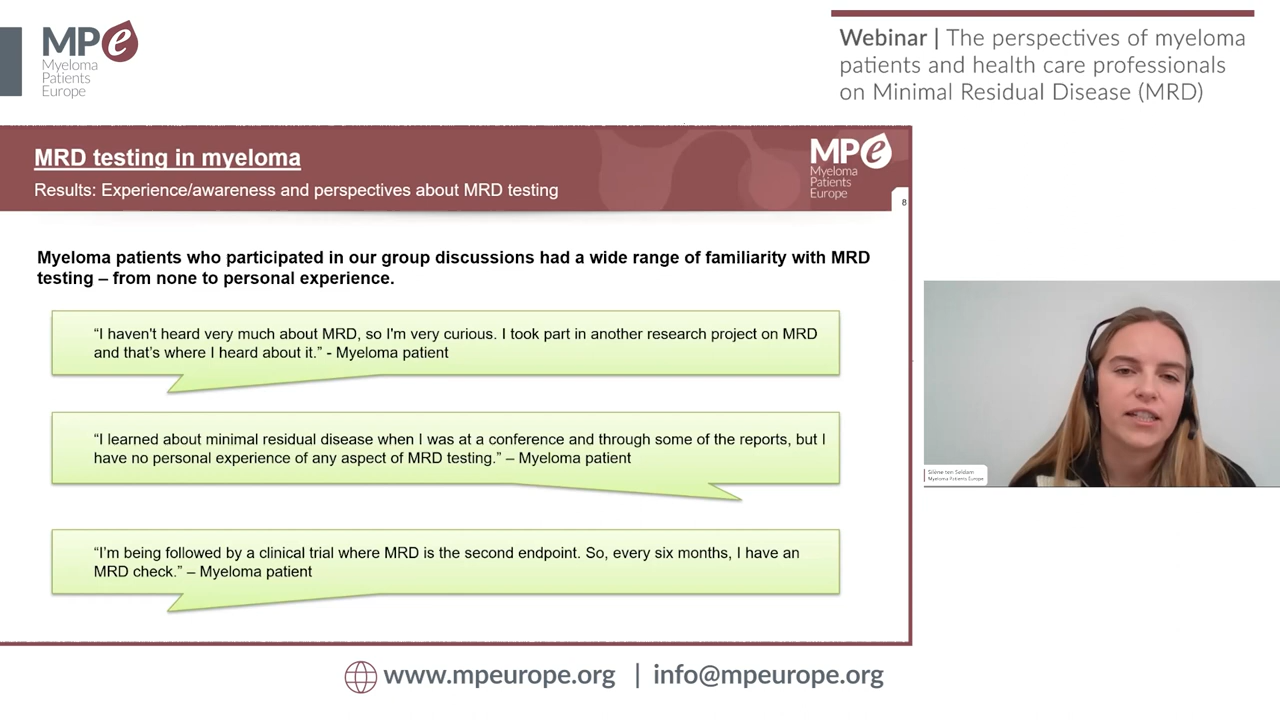 MPe
Myeloma
Patients
Europe
Webinar | The perspectives of myeloma
patients and health care professionals
on Minimal Residual Disease (MRD)
MRD testing in myeloma
Results: Experience/awareness and perspectives about MRD testing
MPe
Myeloma
Patients
Europe
8
Myeloma patients who participated in our group discussions had a wide range of familiarity with MRD
testing – from none to personal experience.
“I haven't heard very much about MRD, so I'm very curious. I took part in another research project on MRD
and that’s where I heard about it.” - Myeloma patient
“I learned about minimal residual disease when I was at a conference and through some of the reports, but I
have no personal experience of any aspect of MRD testing.” – Myeloma patient
“I’m being followed by a clinical trial where MRD is the second endpoint. So, every six months, I have an
MRD check.” – Myeloma patient
Silène ten Seldam
Myeloma Patients Europe
www.mpeurope.org | info@mpeurope.org